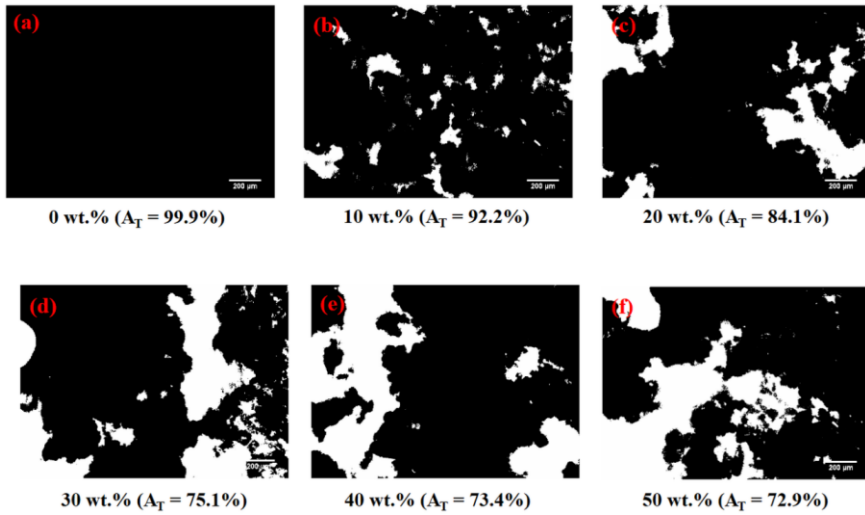 (a)
(b)
(c)
200 µm
200 µm
200 µm
0 wt.% (A_T = 99.9%)
10 wt.% (A_T = 92.2%)
20 wt.% (A_T = 84.1%)
(d)
(e)
(f)
200 µm
200 µm
30 wt.% (A_T = 75.1%)
40 wt.% (A_T = 73.4%)
50 wt.% (A_T = 72.9%)